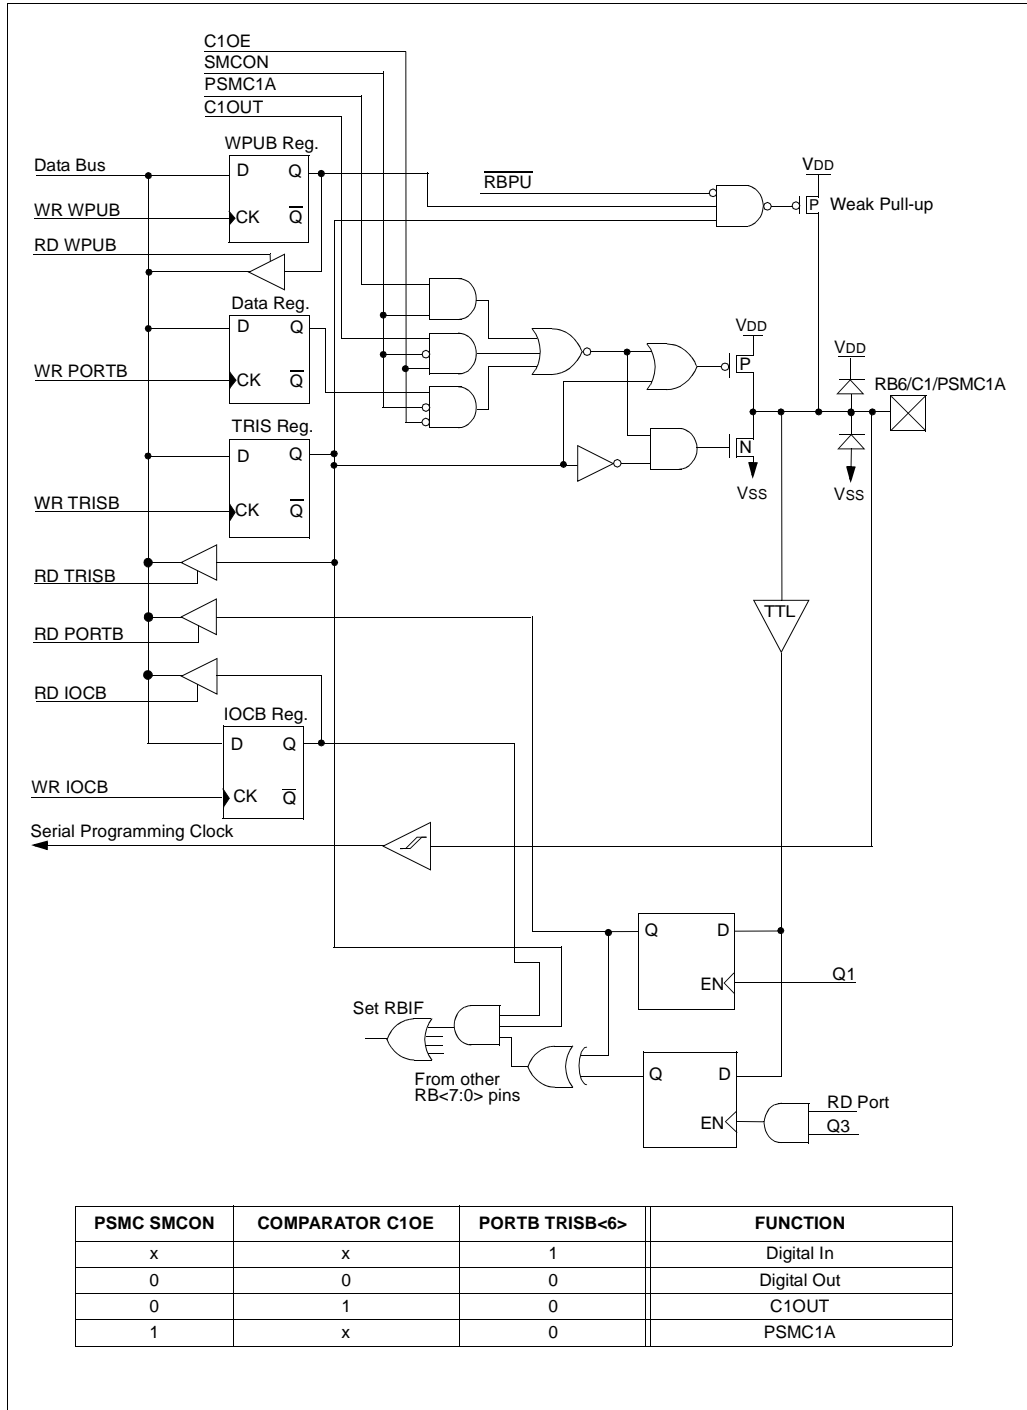 C1OE
SMCON
PSMC1A
C1OUT
WPUB Reg.
Data Bus
D Q
WR WPUB
CK Q
RD WPUB
RBPU
VDD
P
Weak Pull-up
Data Reg.
D Q
WR PORTB
CK Q
VDD
P
VDD
RB6/C1/PSMC1A
TRIS Reg.
D Q
N
VSS
VSS
WR TRISB
CK Q
RD TRISB
TTL
RD PORTB
RD IOCB
IOCB Reg.
D Q
WR IOCB
CK Q
Serial Programming Clock
Q D
EN
Q1
Set RBIF
From other
RB<7:0> pins
Q D
EN
RD Port
Q3
PSMC SMCON COMPARATOR C1OE PORTB TRISB<6> FUNCTION
x x 1 Digital In
0 0 0 Digital Out
0 1 0 C1OUT
1 x 0 PSMC1A